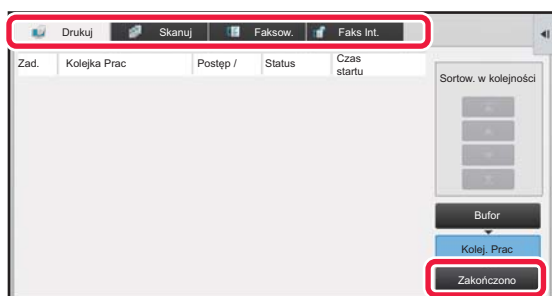 Drukuj Skanuj Faksow. Faks Int.
Zad. Kolejka Prac Postęp / Status Czas startu
Sortow. w kolejności
Bufor
Kolej. Prac
Zakończono